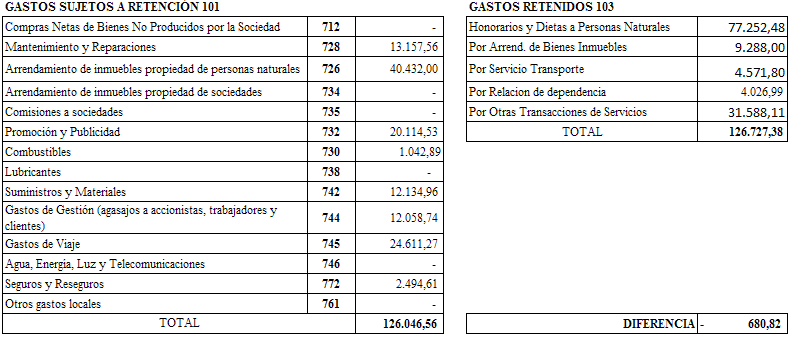 GASTOS SUJETOS A RETENCIÓN 101
Compras Netas de Bienes No Producidos por la Sociedad 712 -
Mantenimiento y Reparaciones 728 13.157,56
Arrendamiento de inmuebles propiedad de personas naturales 726 40.432,00
Arrendamiento de inmuebles propiedad de sociedades 734 -
Comisiones a sociedades 735 -
Promoción y Publicidad 732 20.114,53
Combustibles 730 1.042,89
Lubricantes 738 -
Suministros y Materiales 742 12.134,96
Gastos de Gestión (agasajos a accionistas, trabajadores y
clientes) 744 12.058,74
Gastos de Viaje 745 24.611,27
Agua, Energia, Luz y Telecomunicaciones 746 -
Seguros y Reseguros 772 2.494,61
Otros gastos locales 761 -
TOTAL 126.046,56
GASTOS RETENIDOS 103
Honorarios y Dietas a Personas Naturales 77.252,48
Por Arrend. de Bienes Inmuebles 9.288,00
Por Servicio Transporte 4.571,80
Por Relacion de dependencia 4.026,99
Por Otras Transacciones de Servicios 31.588,11
TOTAL 126.727,38
DIFERENCIA - 680,82